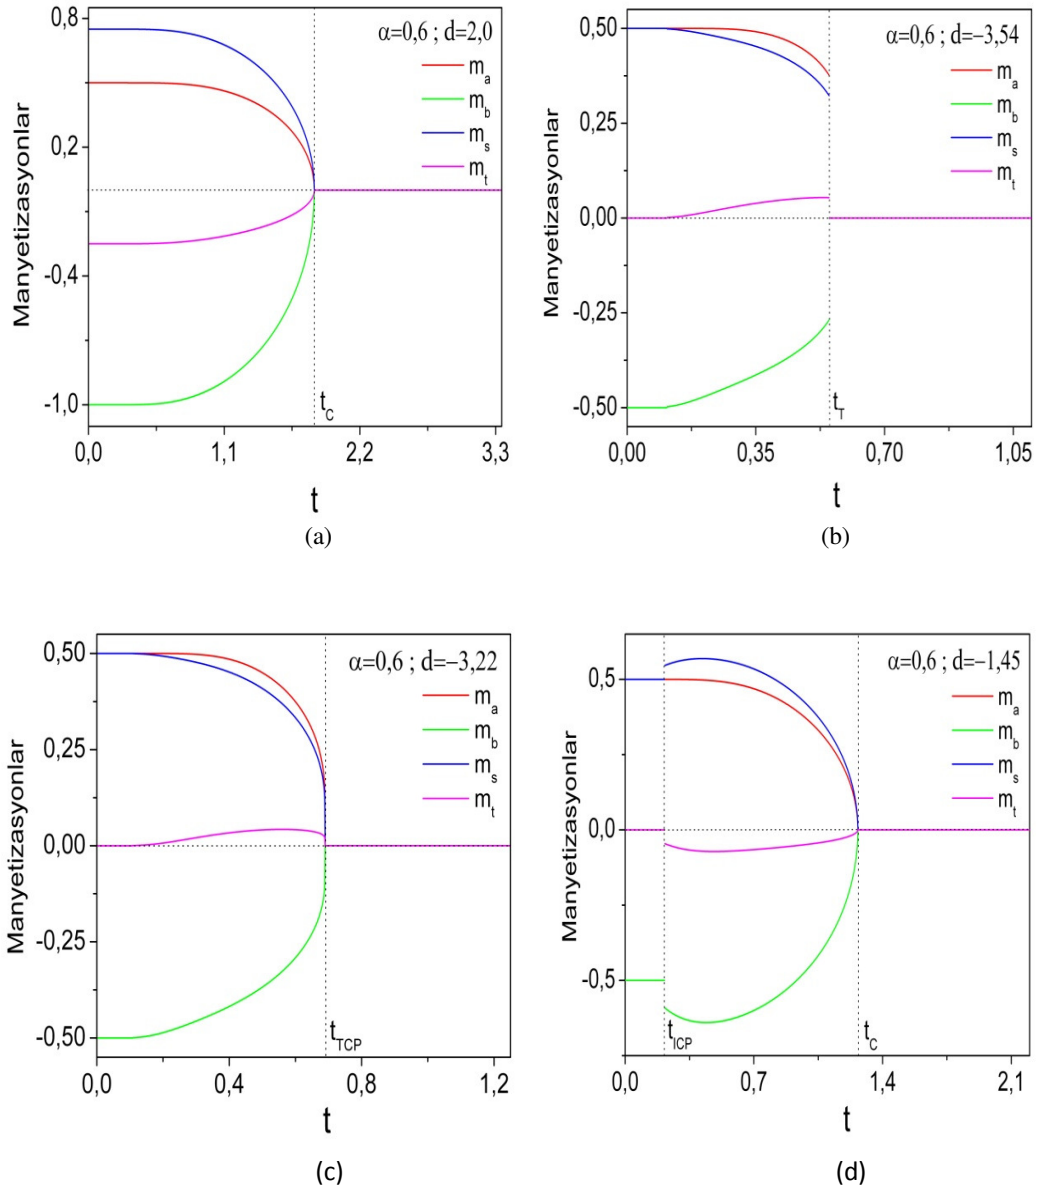 α=0,6 ; d=2,0
m_a
m_b
m_s
m_t
0,8
0,2
-0,4
-1,0
Manyetizasyonlar
t_C
0,0 1,1 2,2 3,3
t
(a)
α=0,6 ; d=−3,54
m_a
m_b
m_s
m_t
0,50
0,25
0,00
-0,25
-0,50
Manyetizasyonlar
t_T
0,00 0,35 0,70 1,05
t
(b)
α=0,6 ; d=−3,22
m_a
m_b
m_s
m_t
0,50
0,25
0,00
-0,25
-0,50
Manyetizasyonlar
t_TCP
0,0 0,4 0,8 1,2
t
(c)
α=0,6 ; d=−1,45
m_a
m_b
m_s
m_t
0,5
0,0
-0,5
Manyetizasyonlar
t_ICP t_C
0,0 0,7 1,4 2,1
t
(d)